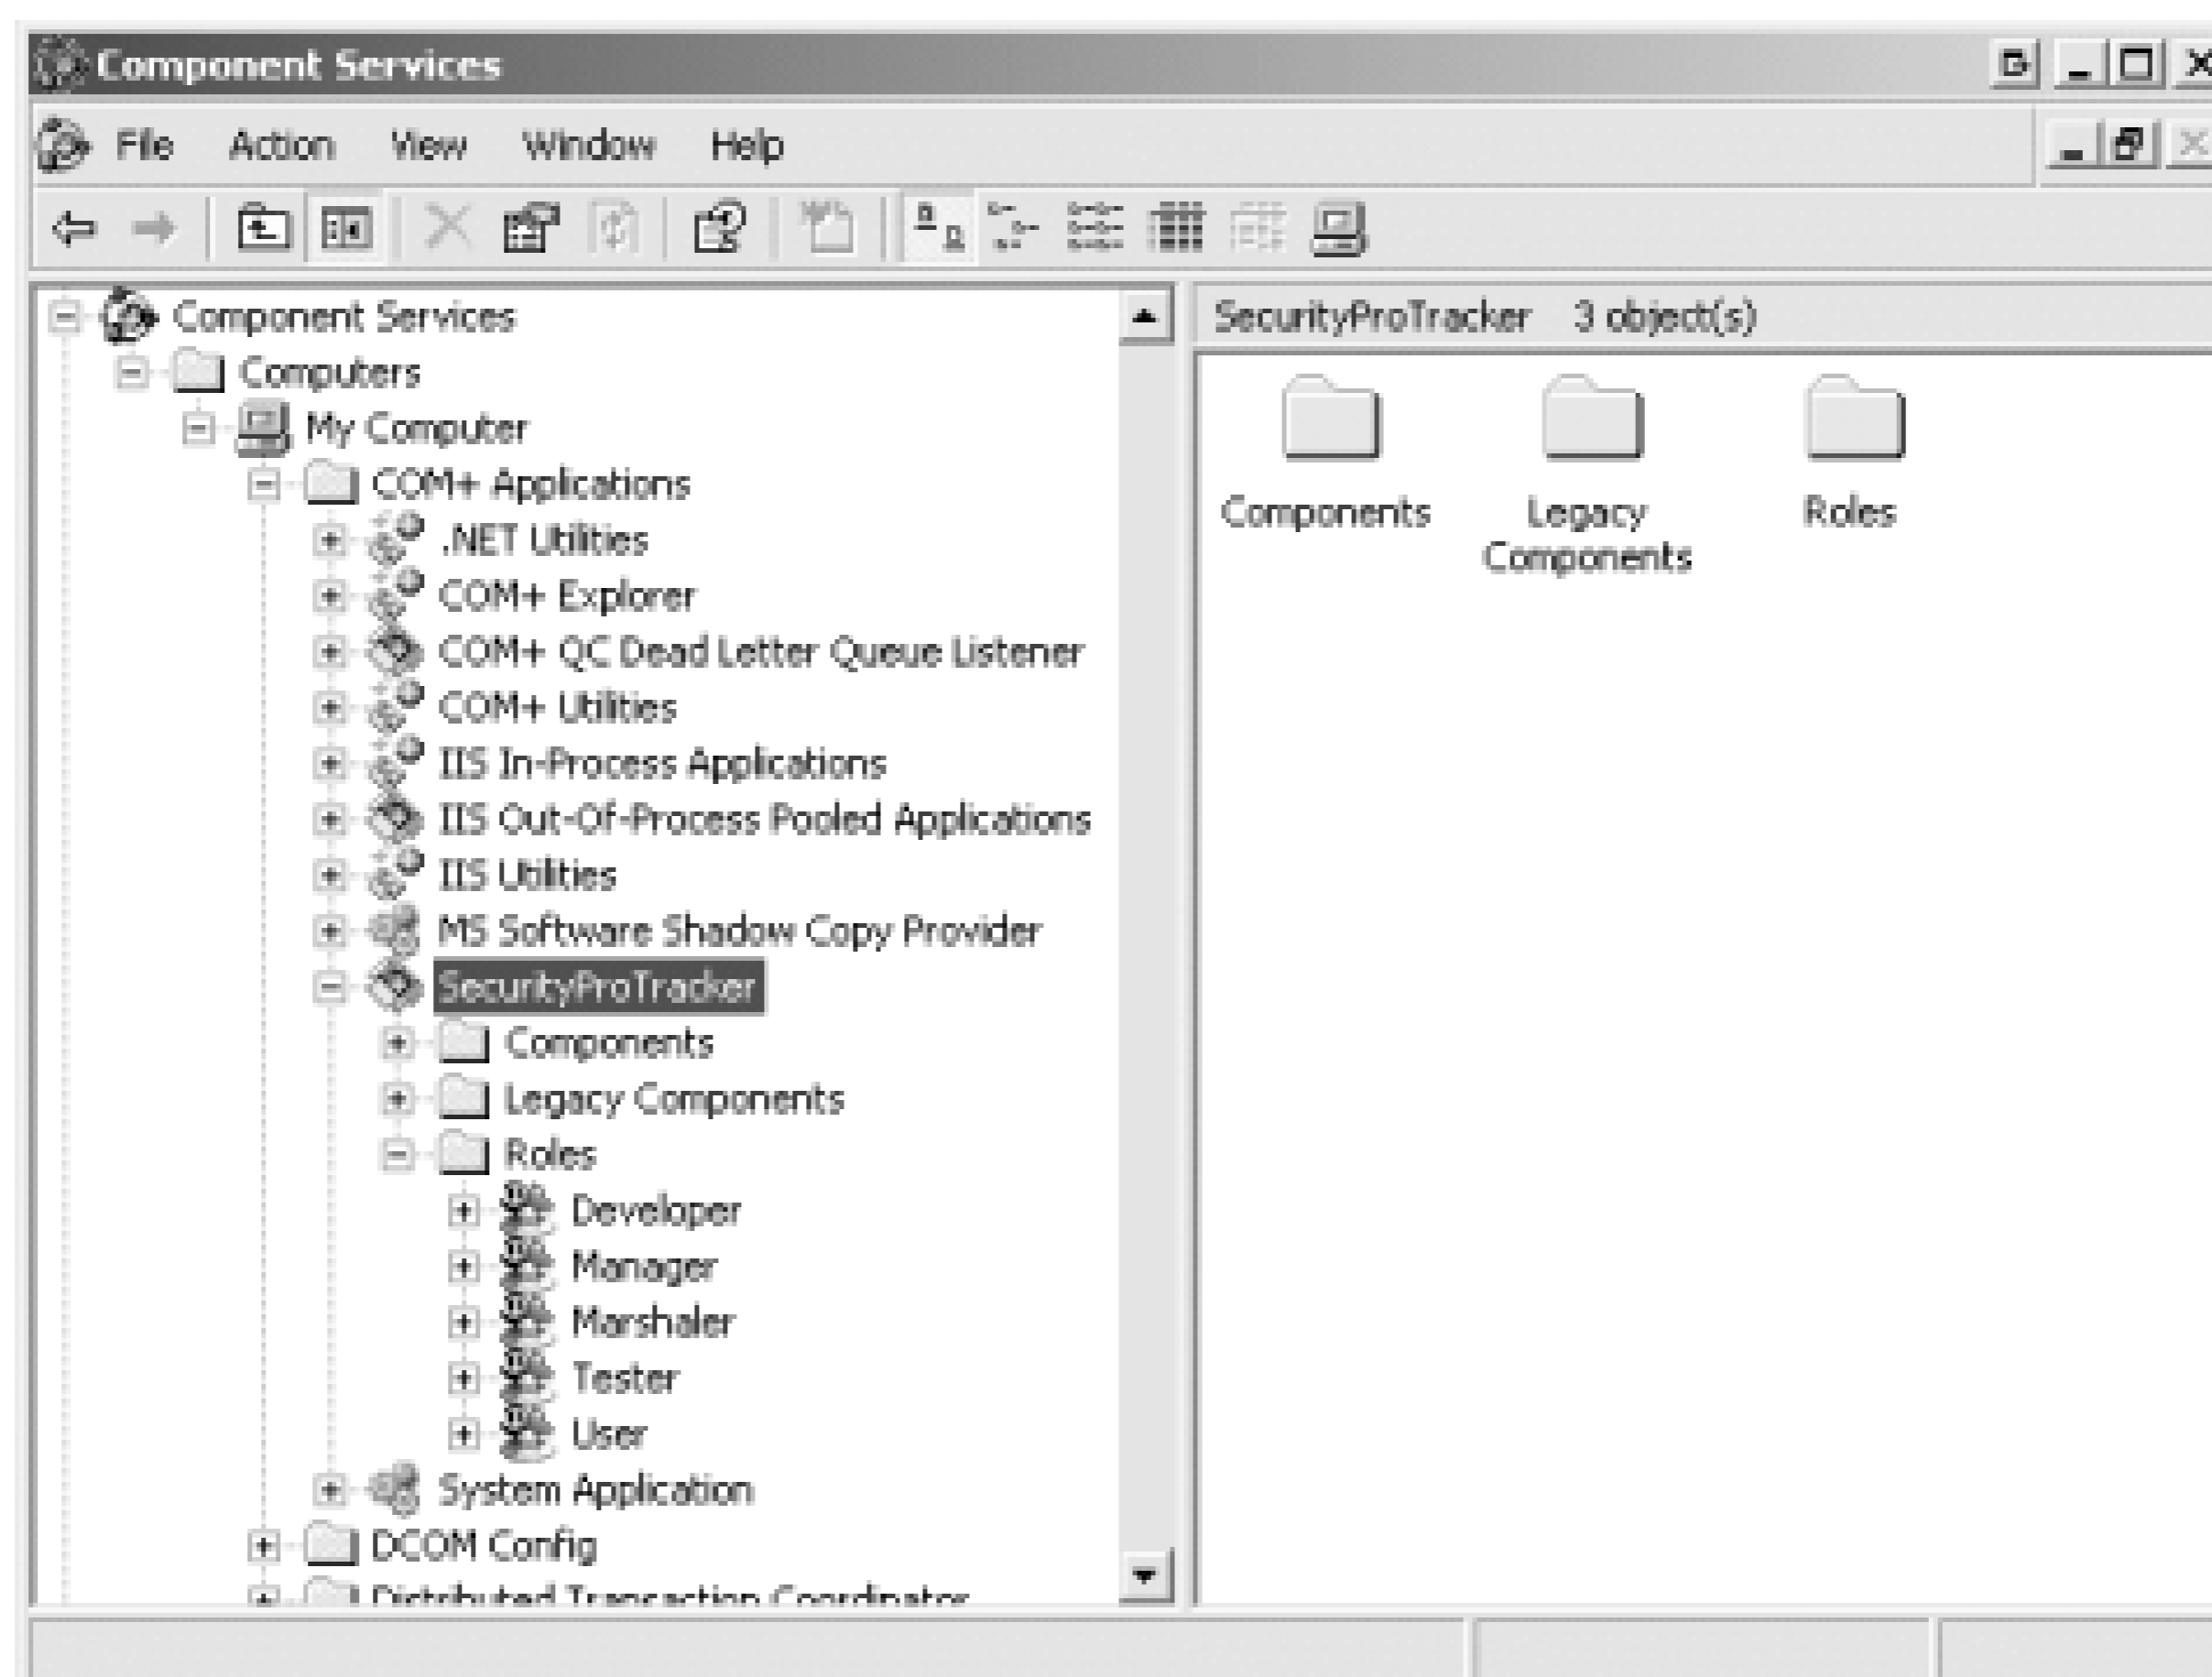 Component Services
File Action View Window Help
Component Services
Computers
My Computer
COM+ Applications
.NET Utilities
COM+ Explorer
COM+ QC Dead Letter Queue Listener
COM+ Utilities
IIS In-Process Applications
IIS Out-Of-Process Pooled Applications
IIS Utilities
MS Software Shadow Copy Provider
SecurityProTracker
Components
Legacy Components
Roles
Developer
Manager
Marshaler
Tester
User
System Application
DCOM Config
Distributed Transaction Coordinator
SecurityProTracker 3 object(s)
Components
Legacy
Components
Roles